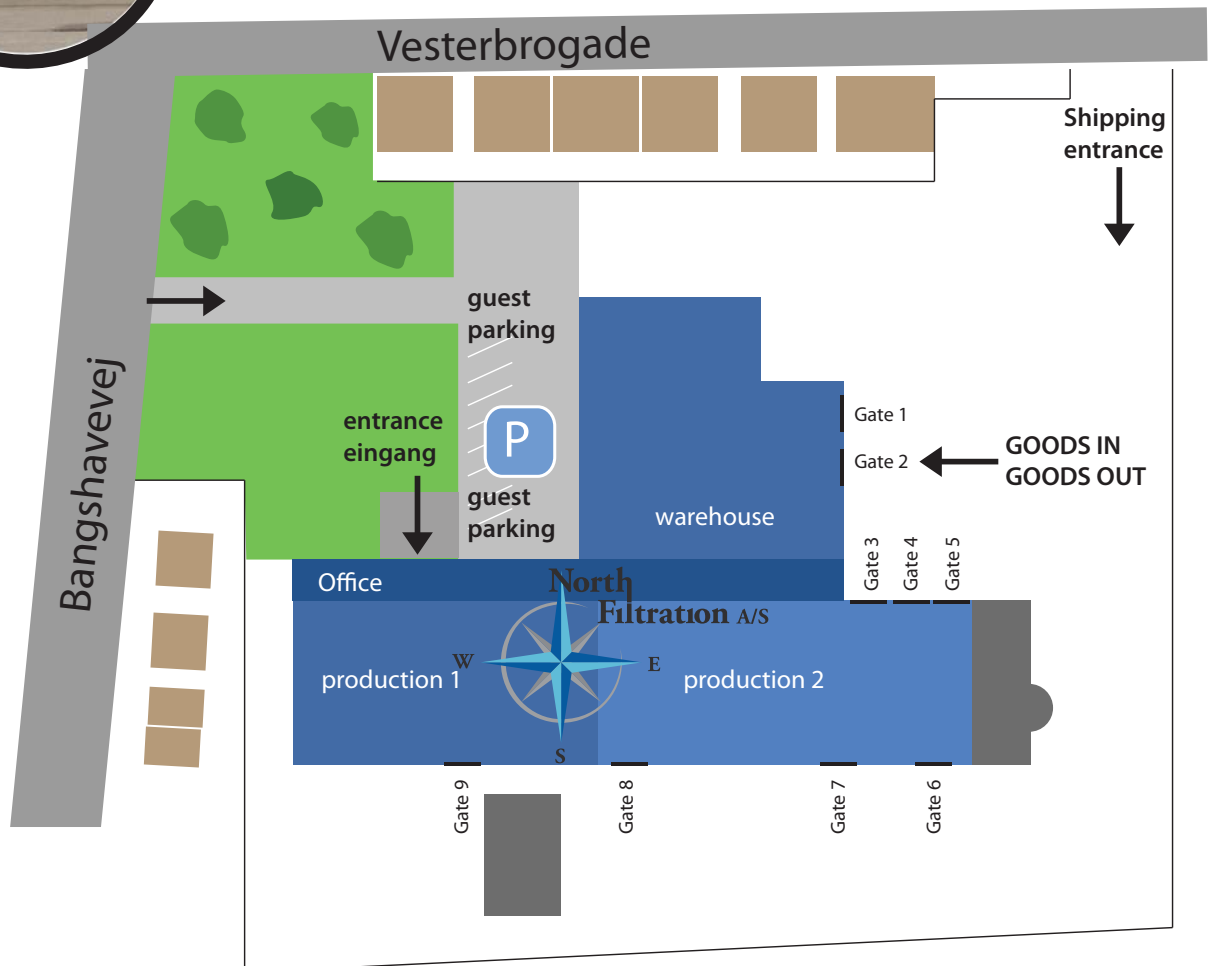 Vesterbrogade
Shipping
entrance
guest
parking
Bangshavevej
entrance
eingang
P
Gate 1
Gate 2
GOODS IN
GOODS OUT
guest
parking
warehouse
Gate 3
Gate 4
Gate 5
Office
North
Filtration A/S
W
E
production 1
production 2
S
Gate 9
Gate 8
Gate 7
Gate 6